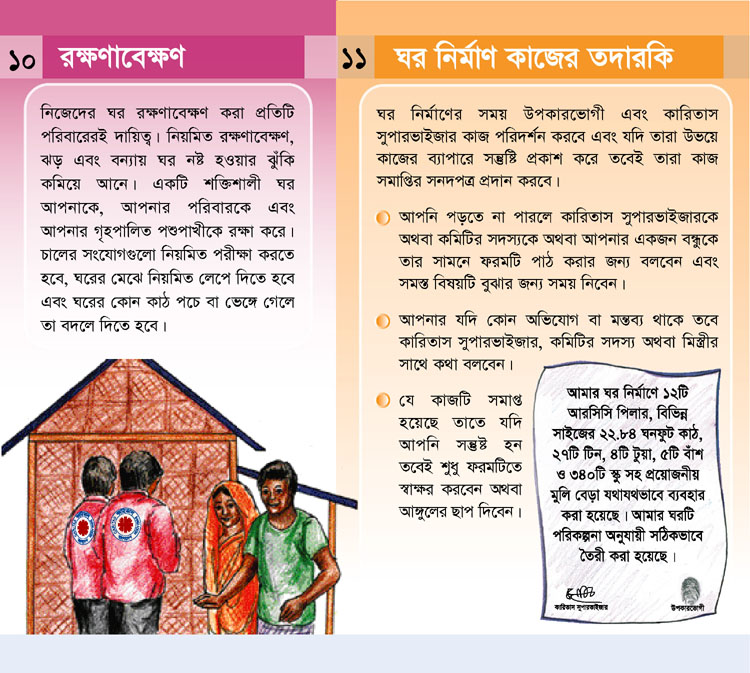 ১০ রক্ষণাবেক্ষণ
নিজেদের ঘর রক্ষণাবেক্ষণ করা প্রতিটি
পরিবারেরই দায়িত্ব। নিয়মিত রক্ষণাবেক্ষণ,
ঝড় এবং বন্যায় ঘর নষ্ট হওয়ার ঝুঁকি
কমিয়ে আনে। একটি শক্তিশালী ঘর
আপনাকে, আপনার পরিবারকে এবং
আপনার গৃহপালিত পশুপাখীকে রক্ষা করে।
চালের সংযোগগুলো নিয়মিত পরীক্ষা করতে
হবে, ঘরের মেঝে নিয়মিত লেপে দিতে হবে
এবং ঘরের কোন কাঠ পচে বা ভেঙ্গে গেলে
তা বদলে দিতে হবে।
১১ ঘর নির্মাণ কাজের তদারকি
ঘর নির্মাণের সময় উপকারভোগী এবং কারিতাস
সুপারভাইজার কাজ পরিদর্শন করবে এবং যদি তারা উভয়ে
কাজের ব্যাপারে সন্তুষ্টি প্রকাশ করে তবেই তারা কাজ
সমাপ্তির সনদপত্র প্রদান করবে।
আপনি পড়তে না পারলে কারিতাস সুপারভাইজারকে
অথবা কমিটির সদস্যকে অথবা আপনার একজন বন্ধুকে
তার সামনে ফরমটি পাঠ করার জন্য বলবেন এবং
সমস্ত বিষয়টি বুঝার জন্য সময় নিবেন।
আপনার যদি কোন অভিযোগ বা মন্তব্য থাকে তবে
কারিতাস সুপারভাইজার, কমিটির সদস্য অথবা মিস্ত্রীর
সাথে কথা বলবেন।
যে কাজটি সমাপ্ত
হয়েছে তাতে যদি
আপনি সন্তুষ্ট হন
তবেই শুধু ফরমটিতে
স্বাক্ষর করবেন অথবা
আঙ্গুলের ছাপ দিবেন।
আমার ঘর নির্মাণে ১২টি
আরসিসি পিলার, বিভিন্ন
সাইজের ২২.৮৪ ঘনফুট কাঠ,
২৭টি টিন, ৪টি টুয়া, ৫টি বাঁশ
ও ৩৪০টি স্ক্রু সহ প্রয়োজনীয়
মুলি বেড়া যথাযথভাবে ব্যবহার
করা হয়েছে। আমার ঘরটি
পরিকল্পনা অনুযায়ী সঠিকভাবে
তৈরী করা হয়েছে।
কারিতাস সুপারভাইজার
উপকারভোগী